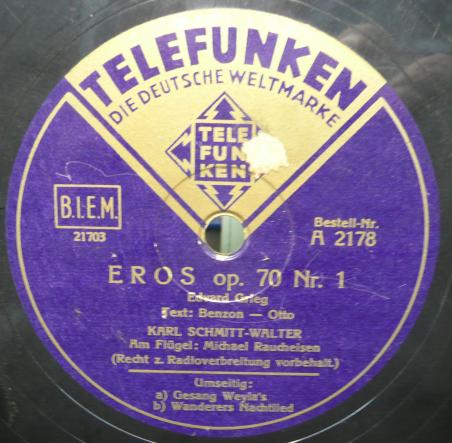 TELEFUNKEN
DIE DEUTSCHE WELTMARKE
TELE
FUN
KEN
B.I.E.M.
21703
Bestell-Nr.
A 2178
EROS op. 70 Nr. 1
Edvard Grieg
Text: Benzon — Otto
KARL SCHMITT-WALTER
Am Flügel: Michael Raucheisen
(Recht z. Radioverbreitung vorbehalt.)
Umseitig:
a) Gesang Weyla's
b) Wanderers Nachtlied